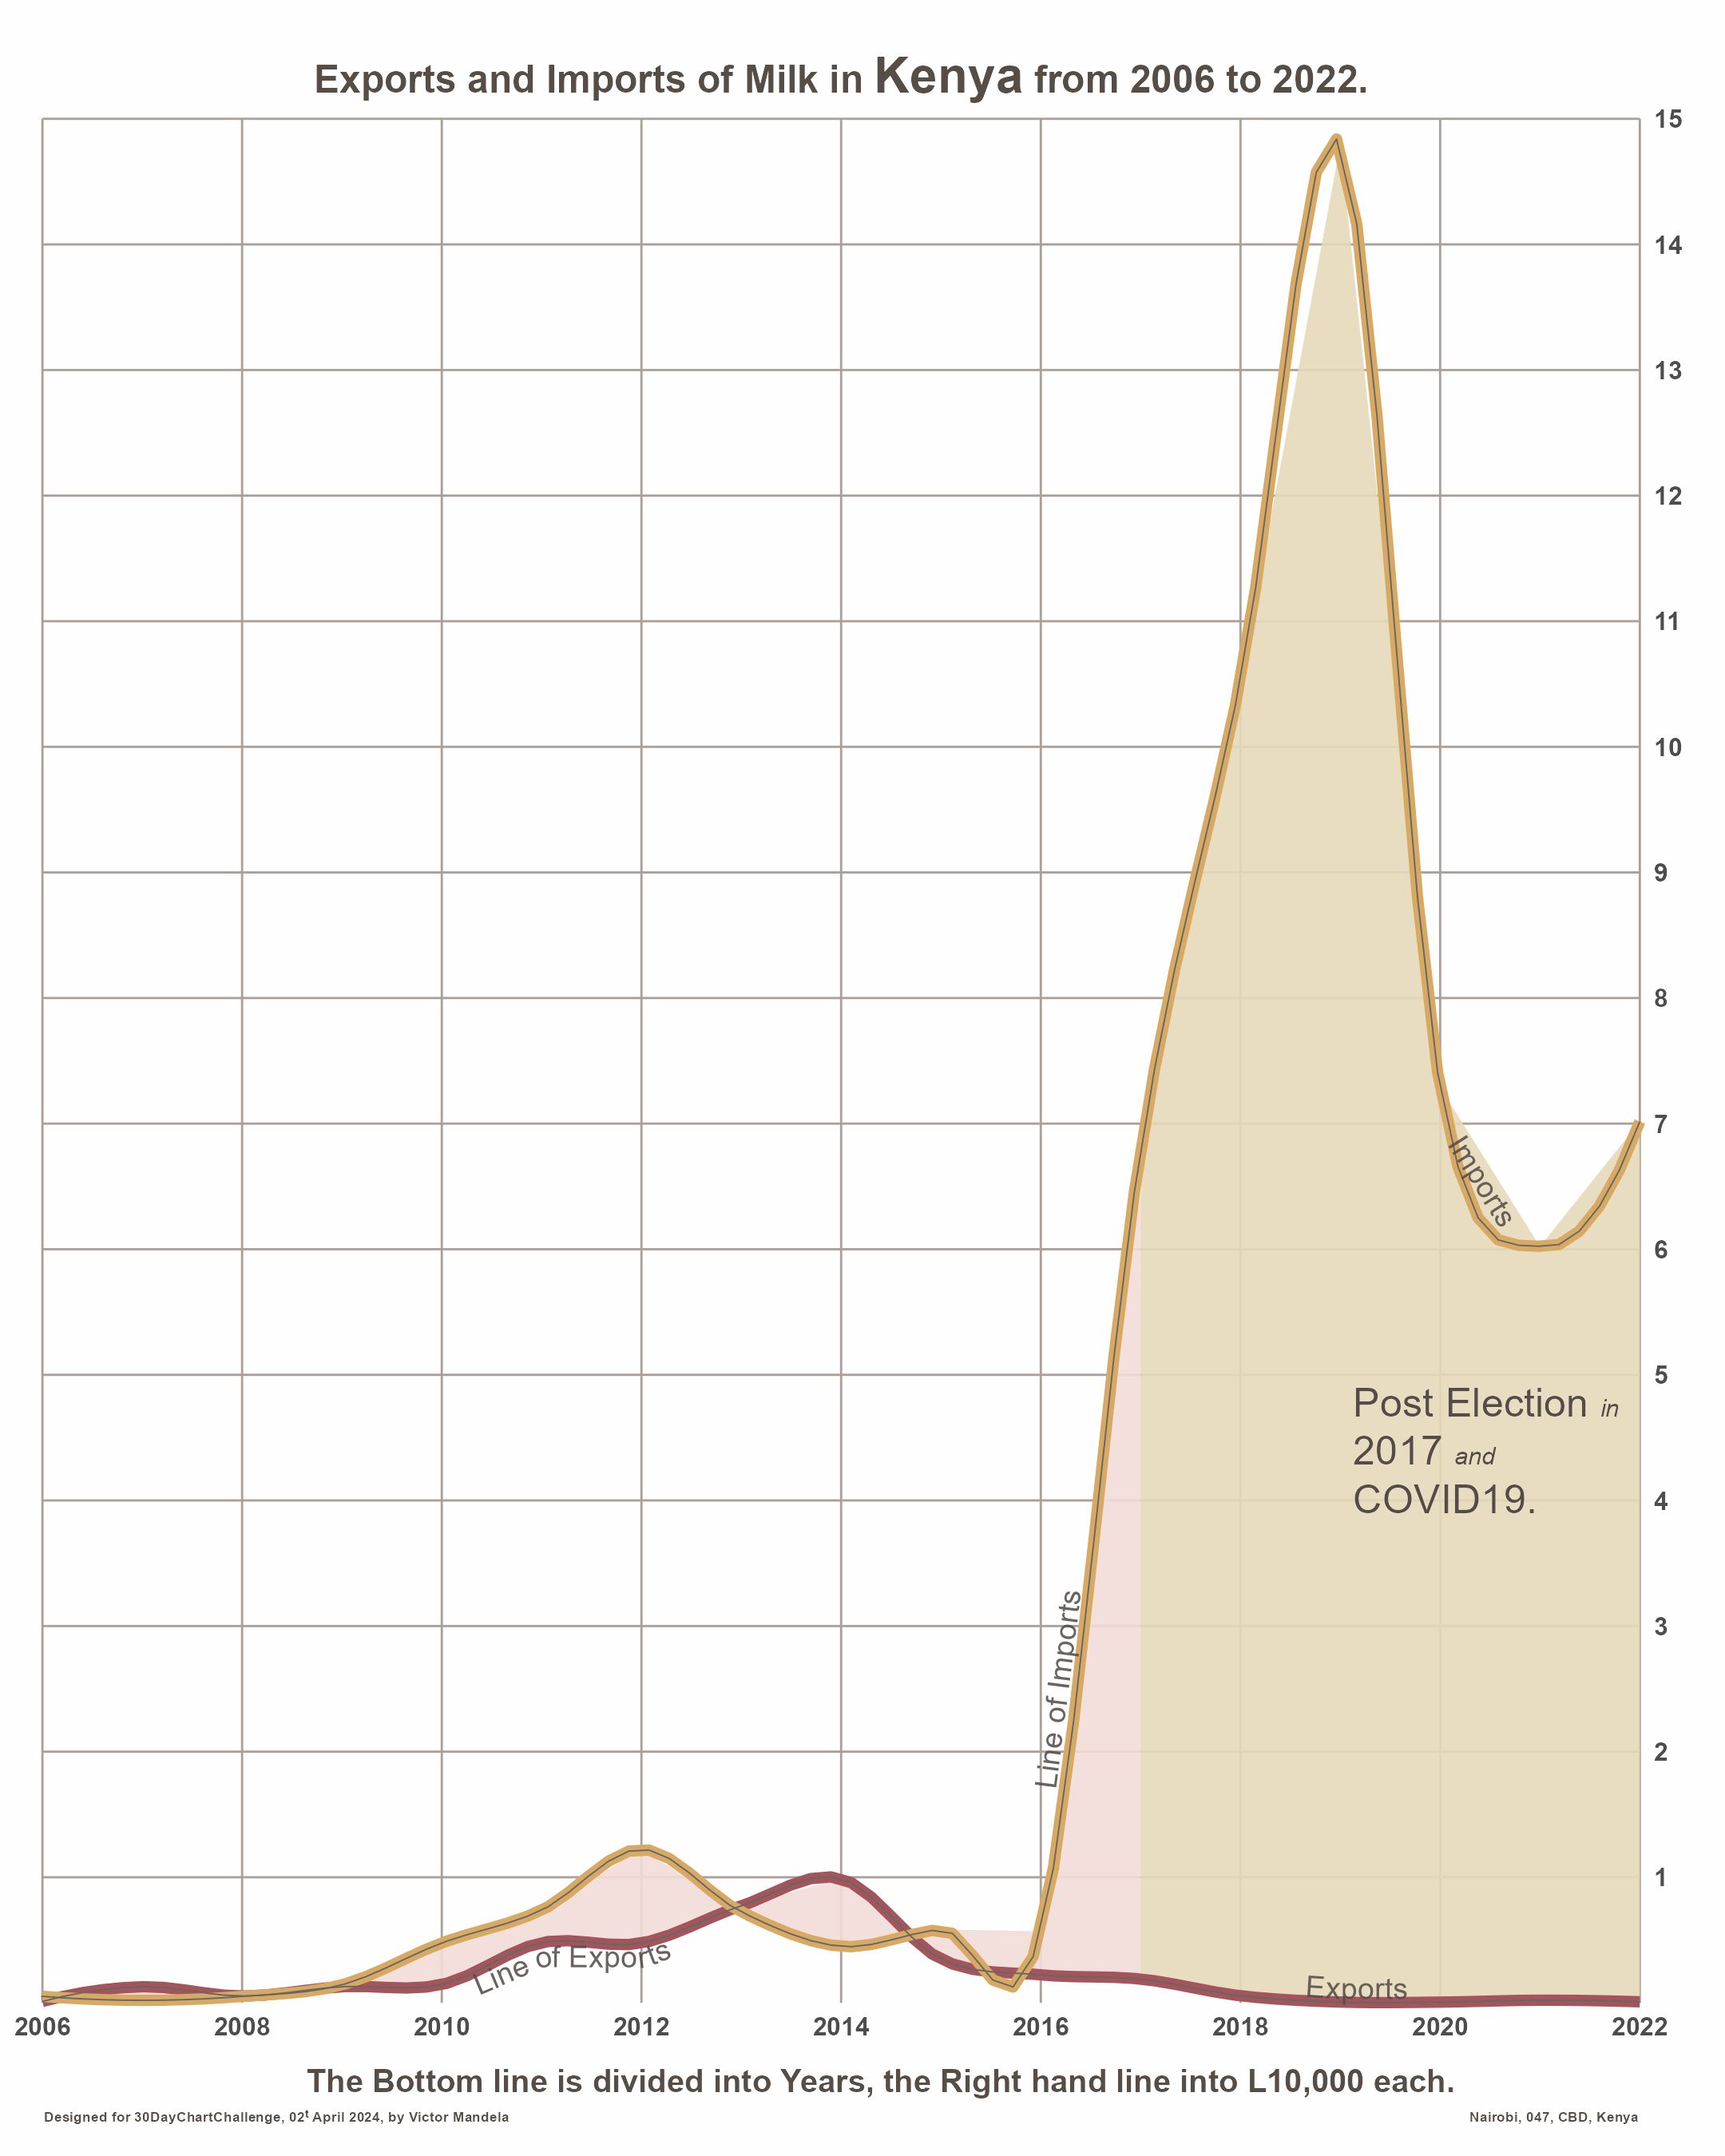 Exports and Imports of Milk in Kenya from 2006 to 2022.
15
14
13
12
11
10
9
8
7
6
5
4
3
2
1
Imports
Post Election in
2017 and
COVID19.
Line of Imports
Line of Exports
Exports
2006 2008 2010 2012 2014 2016 2018 2020 2022
The Bottom line is divided into Years, the Right hand line into L10,000 each.
Designed for 30DayChartChallenge, 02ᵗ April 2024, by Victor Mandela
Nairobi, 047, CBD, Kenya